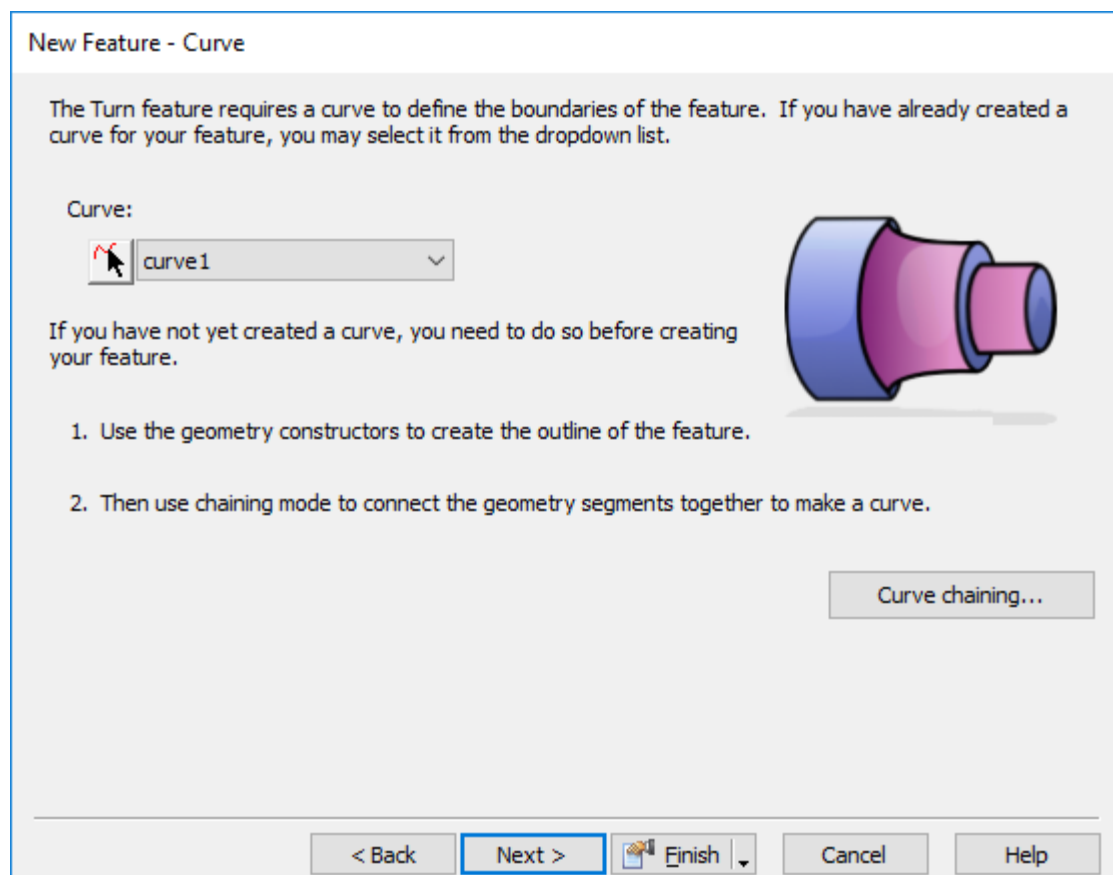 New Feature - Curve
The Turn feature requires a curve to define the boundaries of the feature.  If you have already created a
curve for your feature, you may select it from the dropdown list.
Curve:
curve1
If you have not yet created a curve, you need to do so before creating
your feature.
1.  Use the geometry constructors to create the outline of the feature.
2.  Then use chaining mode to connect the geometry segments together to make a curve.
Curve chaining...
< Back Next > Finish Cancel Help